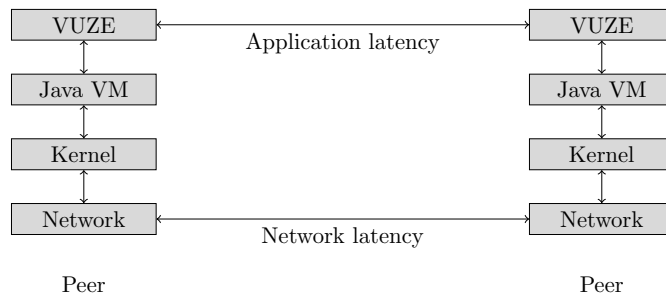 VUZE
Application latency
VUZE
Java VM
Java VM
Kernel
Kernel
Network
Network latency
Network
Peer
Peer